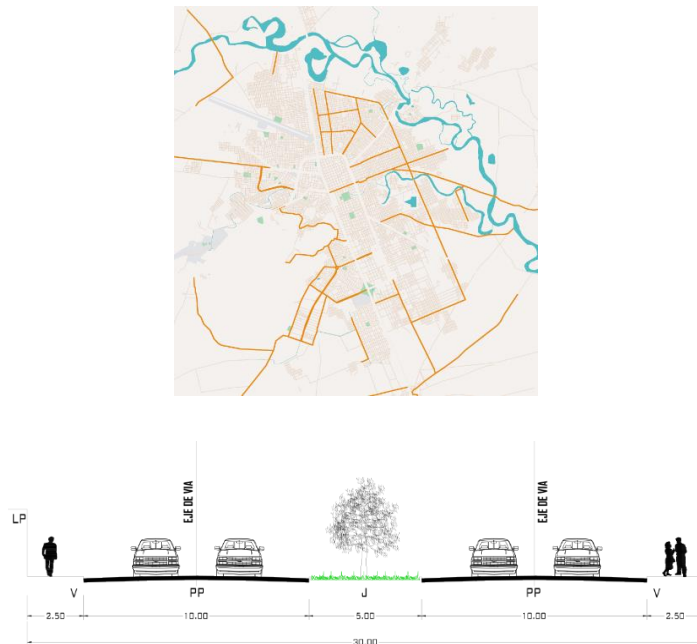 EJE DE VIA
EJE DE VIA
LP
V PP J PP V
2.50 10.00 5.00 10.00 2.50
30.00